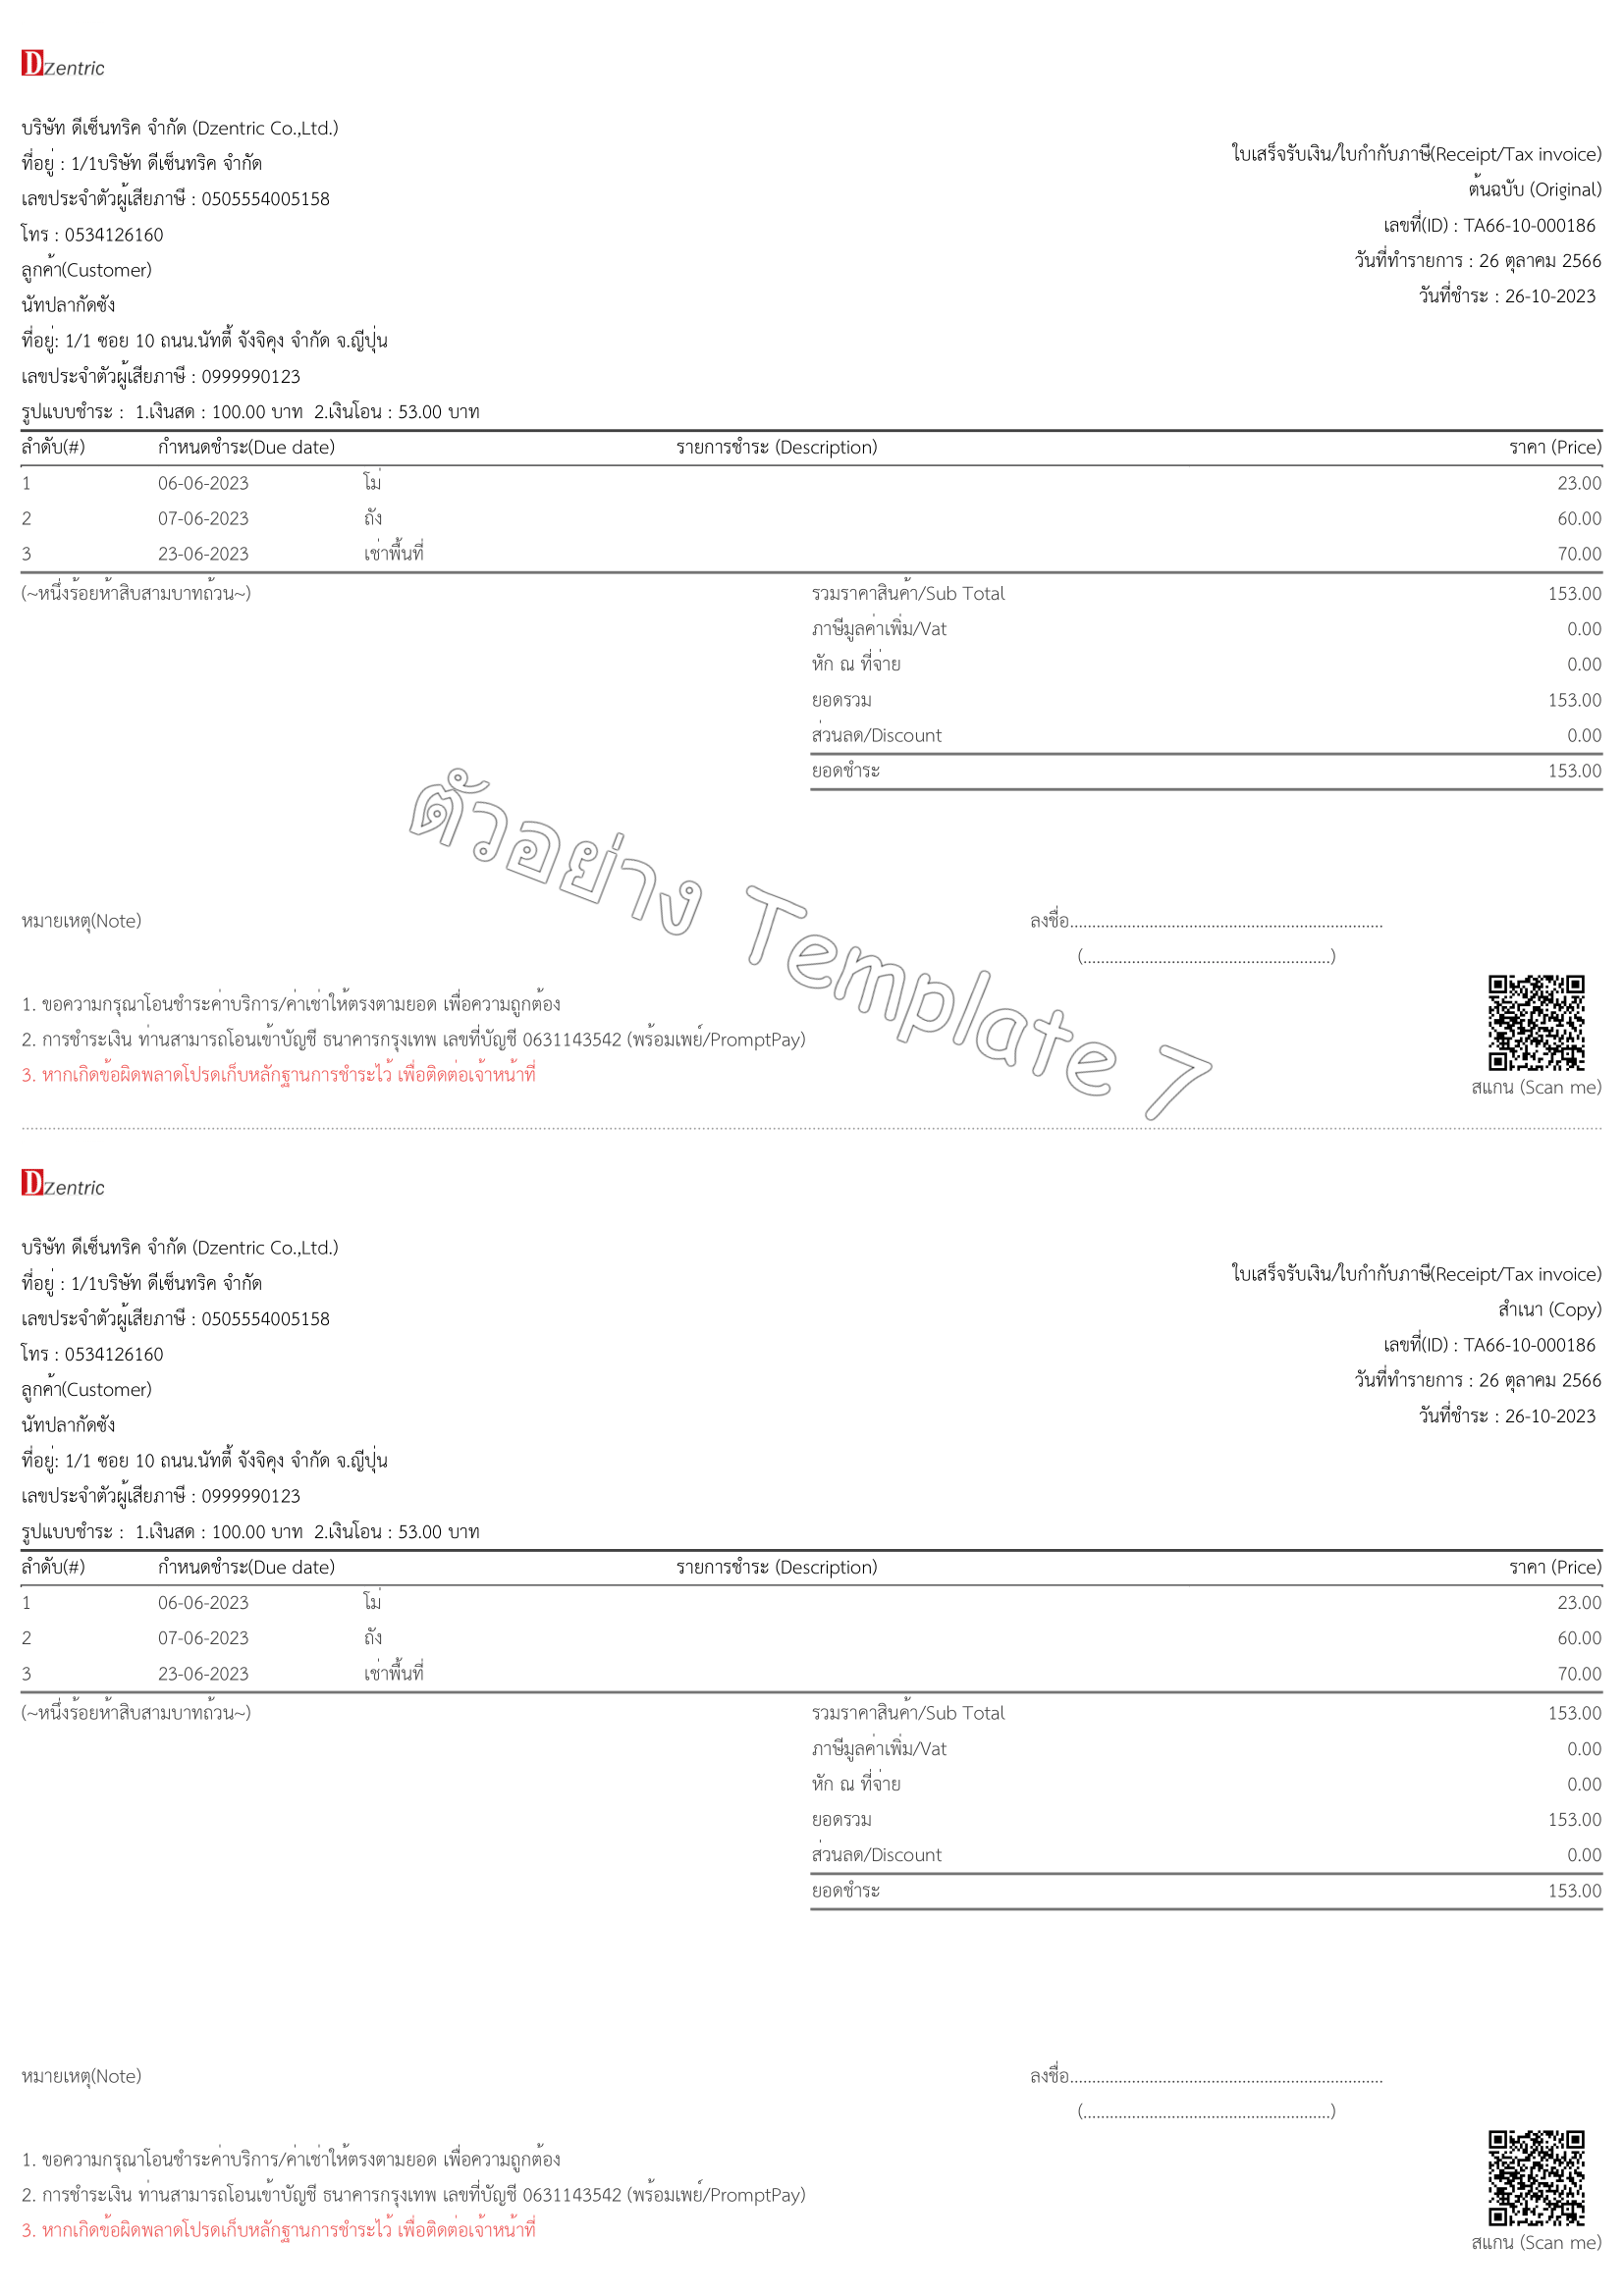 DZentric
บริษัท ดีเซ็นทริค จำกัด (Dzentric Co.,Ltd.)
ที่อยู่ : 1/1บริษัท ดีเซ็นทริค จำกัด
เลขประจำตัวผู้เสียภาษี : 0505554005158
โทร : 0534126160
ลูกค้า(Customer)
นัทปลากัดซัง
ที่อยู่: 1/1 ซอย 10 ถนน.นัทตี้ จังจิคุง จำกัด จ.ญีปุ่น
เลขประจำตัวผู้เสียภาษี : 0999990123
รูปแบบชำระ : 1.เงินสด : 100.00 บาท 2.เงินโอน : 53.00 บาท
ใบเสร็จรับเงิน/ใบกำกับภาษี(Receipt/Tax invoice)
ต้นฉบับ (Original)
เลขที่(ID) : TA66-10-000186
วันที่ทำรายการ : 26 ตุลาคม 2566
วันที่ชำระ : 26-10-2023
ลำดับ(#) กำหนดชำระ(Due date) รายการชำระ (Description) ราคา (Price)
1 06-06-2023 โม่ 23.00
2 07-06-2023 ถัง 60.00
3 23-06-2023 เช่าพื้นที่ 70.00
(~หนึ่งร้อยห้าสิบสามบาทถ้วน~) รวมราคาสินค้า/Sub Total 153.00
ภาษีมูลค่าเพิ่ม/Vat 0.00
หัก ณ ที่จ่าย 0.00
ยอดรวม 153.00
ส่วนลด/Discount 0.00
ยอดชำระ 153.00
ตัวอย่าง Template 7
หมายเหตุ(Note) ลงชื่อ.......................................................................
(........................................................)
1. ขอความกรุณาโอนชำระค่าบริการ/ค่าเช่าให้ตรงตามยอด เพื่อความถูกต้อง
2. การชำระเงิน ท่านสามารถโอนเข้าบัญชี ธนาคารกรุงเทพ เลขที่บัญชี 0631143542 (พร้อมเพย์/PromptPay)
3. หากเกิดข้อผิดพลาดโปรดเก็บหลักฐานการชำระไว้ เพื่อติดต่อเจ้าหน้าที่
สแกน (Scan me)
DZentric
บริษัท ดีเซ็นทริค จำกัด (Dzentric Co.,Ltd.)
ที่อยู่ : 1/1บริษัท ดีเซ็นทริค จำกัด
เลขประจำตัวผู้เสียภาษี : 0505554005158
โทร : 0534126160
ลูกค้า(Customer)
นัทปลากัดซัง
ที่อยู่: 1/1 ซอย 10 ถนน.นัทตี้ จังจิคุง จำกัด จ.ญีปุ่น
เลขประจำตัวผู้เสียภาษี : 0999990123
รูปแบบชำระ : 1.เงินสด : 100.00 บาท 2.เงินโอน : 53.00 บาท
ใบเสร็จรับเงิน/ใบกำกับภาษี(Receipt/Tax invoice)
สำเนา (Copy)
เลขที่(ID) : TA66-10-000186
วันที่ทำรายการ : 26 ตุลาคม 2566
วันที่ชำระ : 26-10-2023
ลำดับ(#) กำหนดชำระ(Due date) รายการชำระ (Description) ราคา (Price)
1 06-06-2023 โม่ 23.00
2 07-06-2023 ถัง 60.00
3 23-06-2023 เช่าพื้นที่ 70.00
(~หนึ่งร้อยห้าสิบสามบาทถ้วน~) รวมราคาสินค้า/Sub Total 153.00
ภาษีมูลค่าเพิ่ม/Vat 0.00
หัก ณ ที่จ่าย 0.00
ยอดรวม 153.00
ส่วนลด/Discount 0.00
ยอดชำระ 153.00
หมายเหตุ(Note) ลงชื่อ.......................................................................
(........................................................)
1. ขอความกรุณาโอนชำระค่าบริการ/ค่าเช่าให้ตรงตามยอด เพื่อความถูกต้อง
2. การชำระเงิน ท่านสามารถโอนเข้าบัญชี ธนาคารกรุงเทพ เลขที่บัญชี 0631143542 (พร้อมเพย์/PromptPay)
3. หากเกิดข้อผิดพลาดโปรดเก็บหลักฐานการชำระไว้ เพื่อติดต่อเจ้าหน้าที่
สแกน (Scan me)